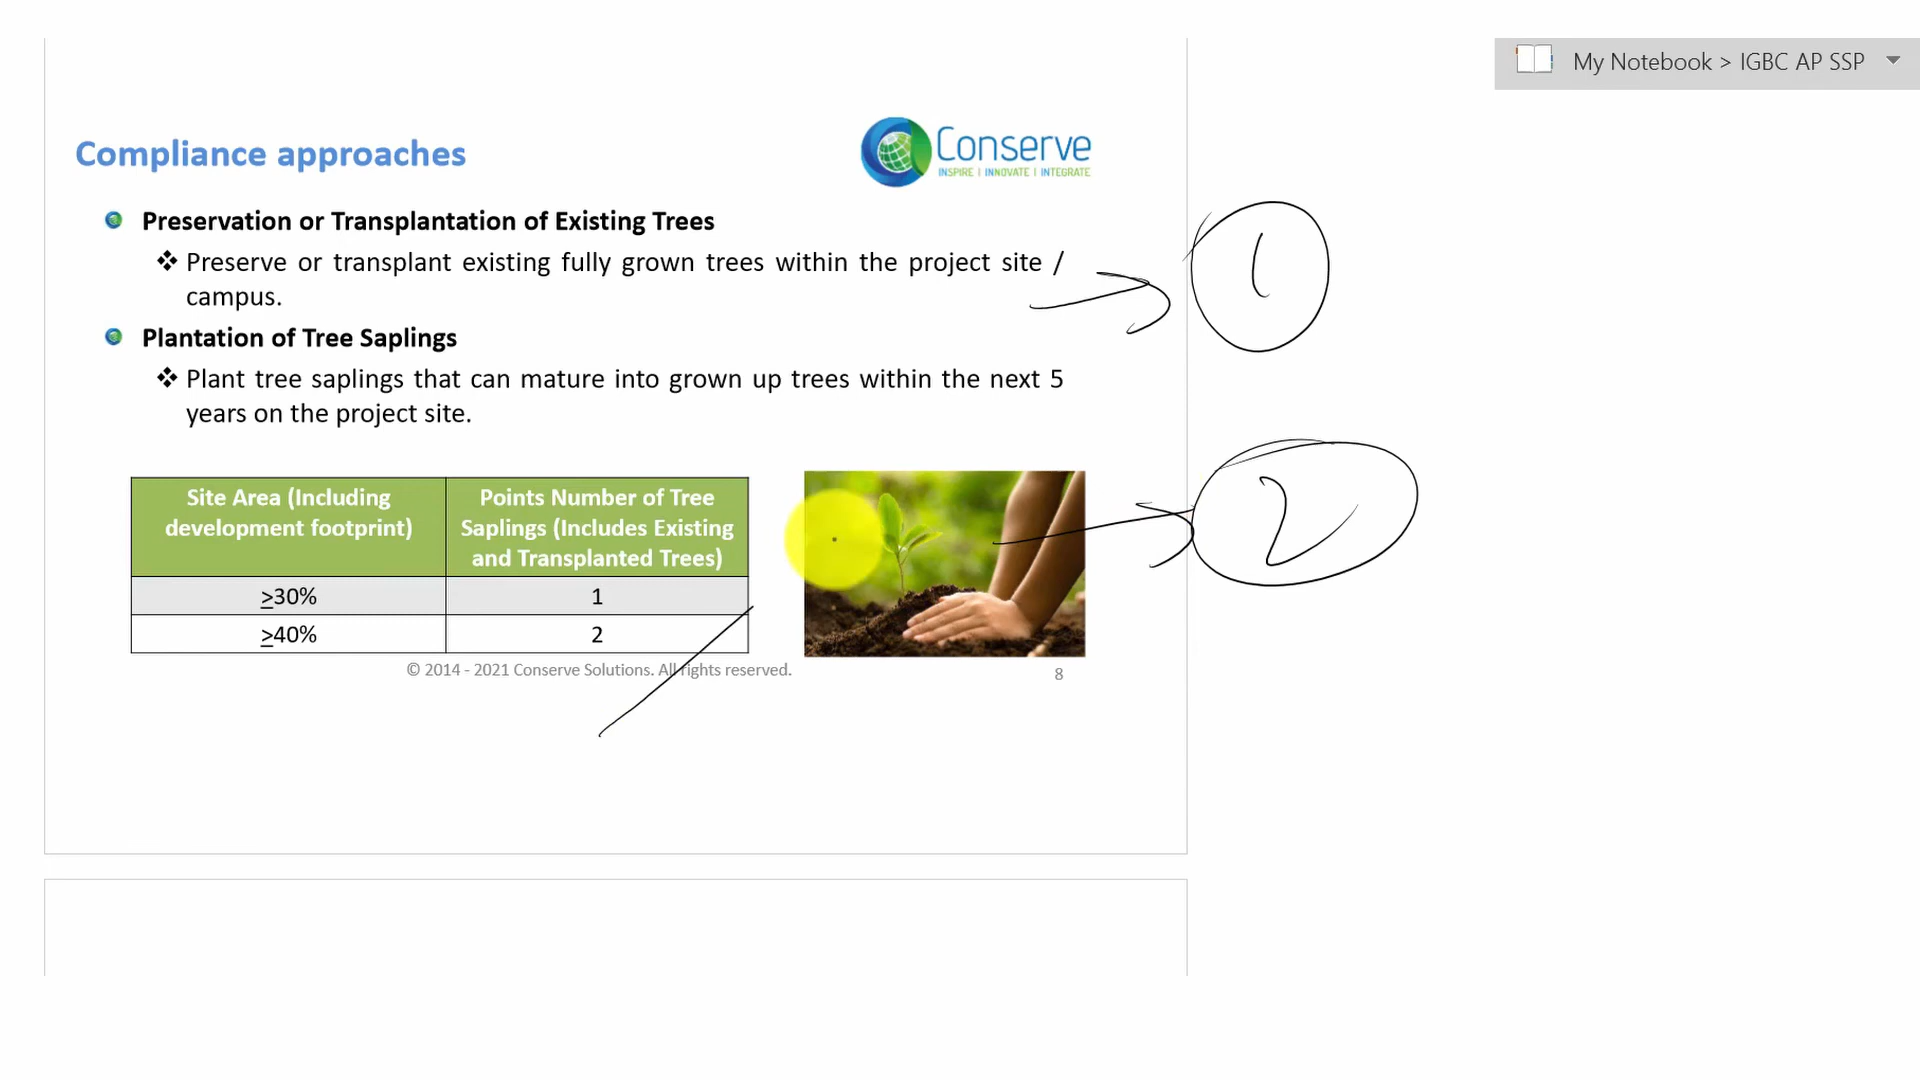 My Notebook > IGBC AP SSP
Compliance approaches
Conserve
INSPIRE | INNOVATE | INTEGRATE
Preservation or Transplantation of Existing Trees
Preserve or transplant existing fully grown trees within the project site /
campus.
1
Plantation of Tree Saplings
Plant tree saplings that can mature into grown up trees within the next 5
years on the project site.
2
Site Area (Including
development footprint)
Points Number of Tree
Saplings (Includes Existing
and Transplanted Trees)
≥30%
1
≥40%
2
© 2014 - 2021 Conserve Solutions. All rights reserved.
8